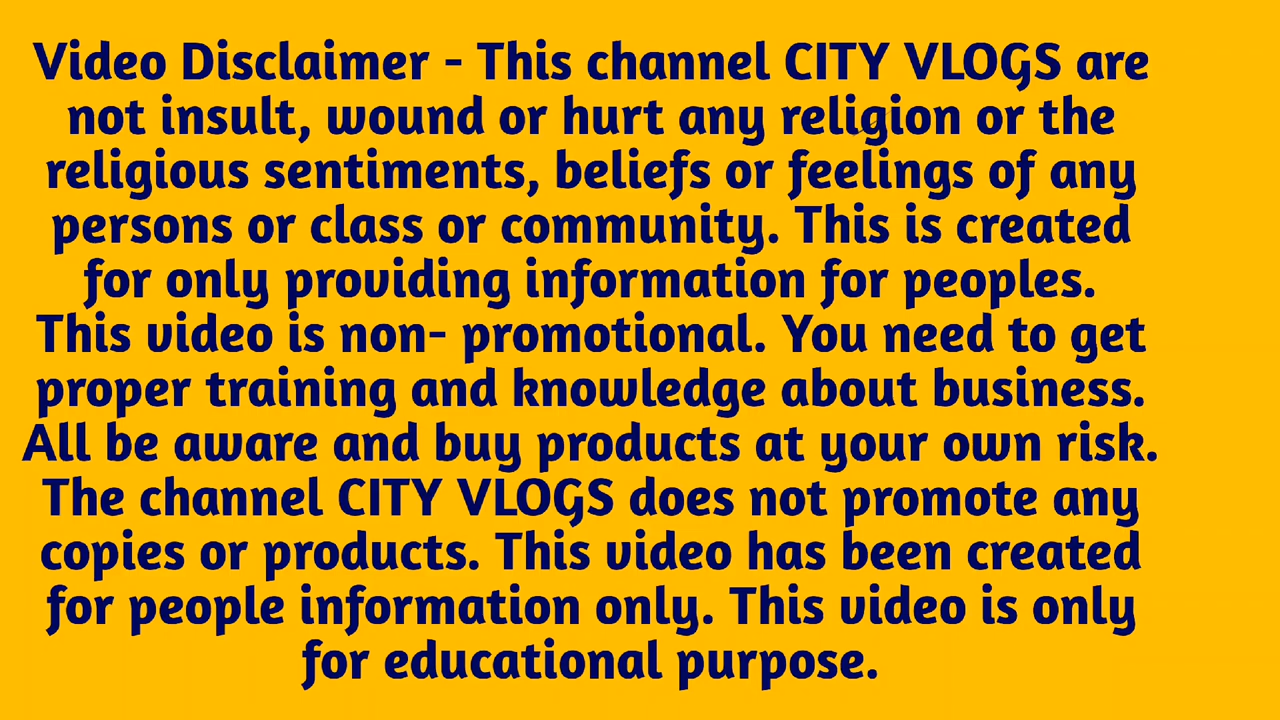 Video Disclaimer - This channel CITY VLOGS are
not insult, wound or hurt any religion or the
religious sentiments, beliefs or feelings of any
persons or class or community. This is created
for only providing information for peoples.
This video is non- promotional. You need to get
proper training and knowledge about business.
All be aware and buy products at your own risk.
The channel CITY VLOGS does not promote any
copies or products. This video has been created
for people information only. This video is only
for educational purpose.